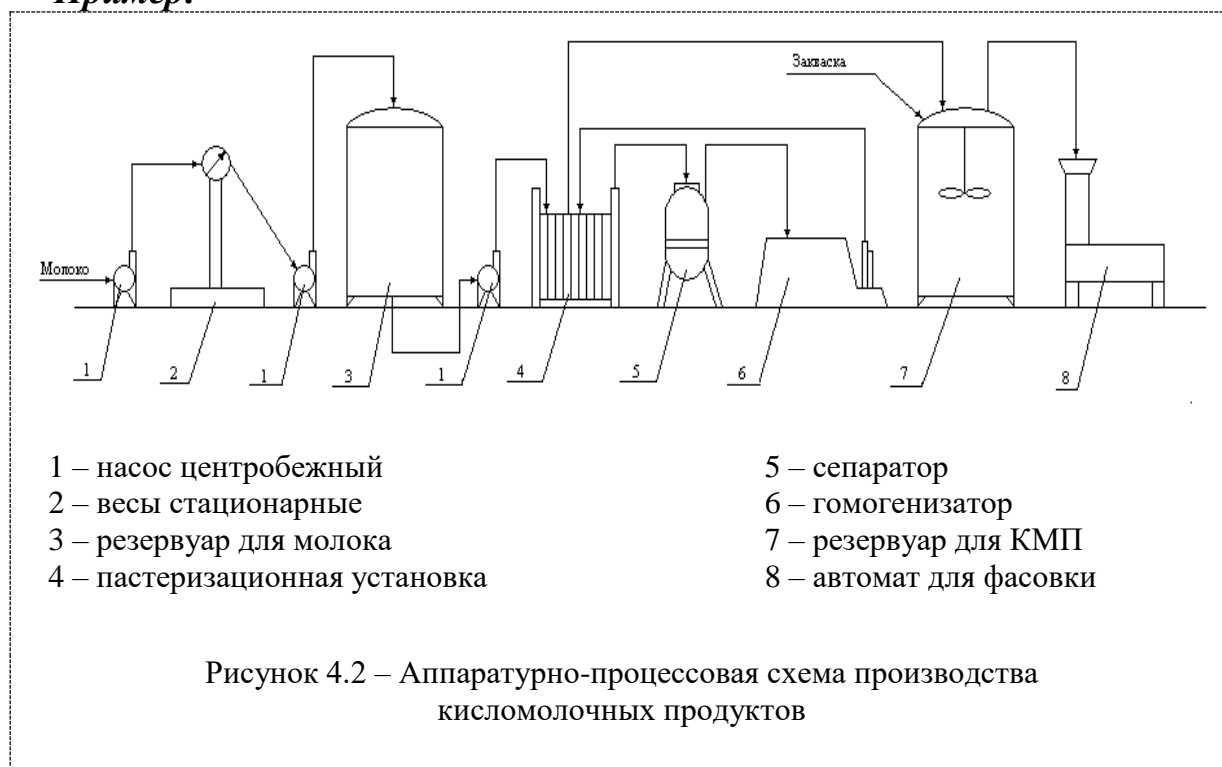 Пример:
Закваска
Молоко
1 2 1 3 1 4 5 6 7 8
1 – насос центробежный
2 – весы стационарные
3 – резервуар для молока
4 – пастеризационная установка
5 – сепаратор
6 – гомогенизатор
7 – резервуар для КМП
8 – автомат для фасовки
Рисунок 4.2 – Аппаратурно-процессовая схема производства
кисломолочных продуктов